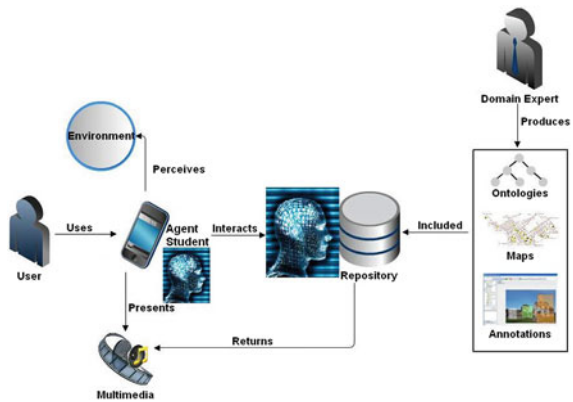 Domain Expert
Produces
Environment
Perceives
Ontologies
Uses
Agent
Student
Interacts
Included
User
Repository
Maps
Presents
Annotations
Returns
Multimedia